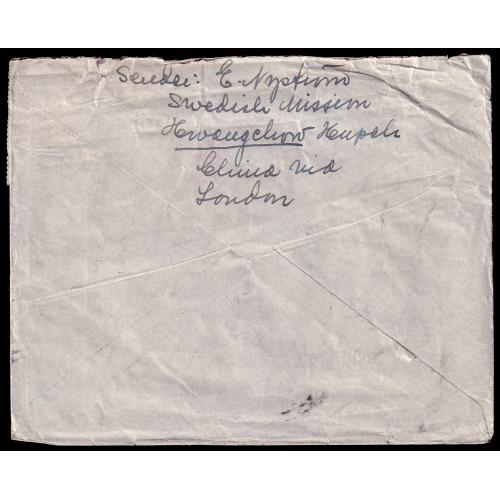 Sender: E. Nyström
Swedish Mission
Hwangchow Hupeh
China via
London